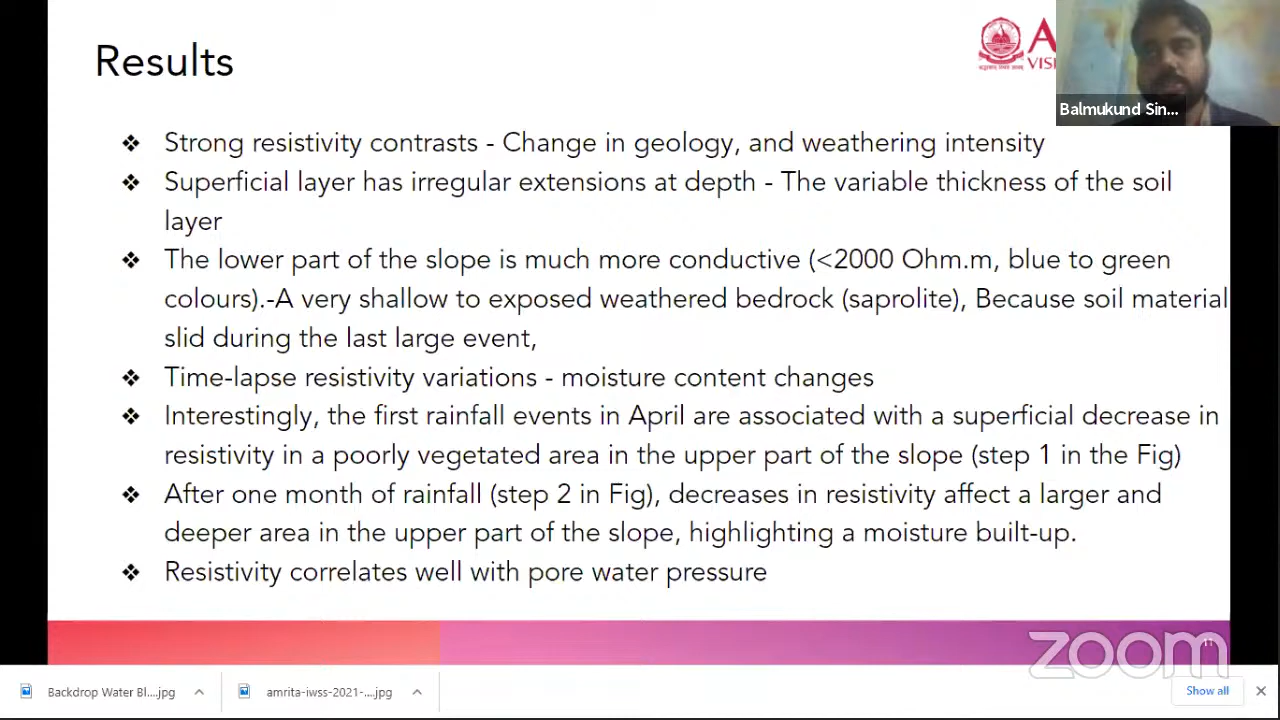 Results
A
VIS
Balmukund Sin...
❖ Strong resistivity contrasts - Change in geology, and weathering intensity
❖ Superficial layer has irregular extensions at depth - The variable thickness of the soil
layer
❖ The lower part of the slope is much more conductive (<2000 Ohm.m, blue to green
colours).-A very shallow to exposed weathered bedrock (saprolite), Because soil material
slid during the last large event,
❖ Time-lapse resistivity variations - moisture content changes
❖ Interestingly, the first rainfall events in April are associated with a superficial decrease in
resistivity in a poorly vegetated area in the upper part of the slope (step 1 in the Fig)
❖ After one month of rainfall (step 2 in Fig), decreases in resistivity affect a larger and
deeper area in the upper part of the slope, highlighting a moisture built-up.
❖ Resistivity correlates well with pore water pressure
11
zoom
Backdrop Water Bl....jpg
amrita-iwss-2021-....jpg
Show all